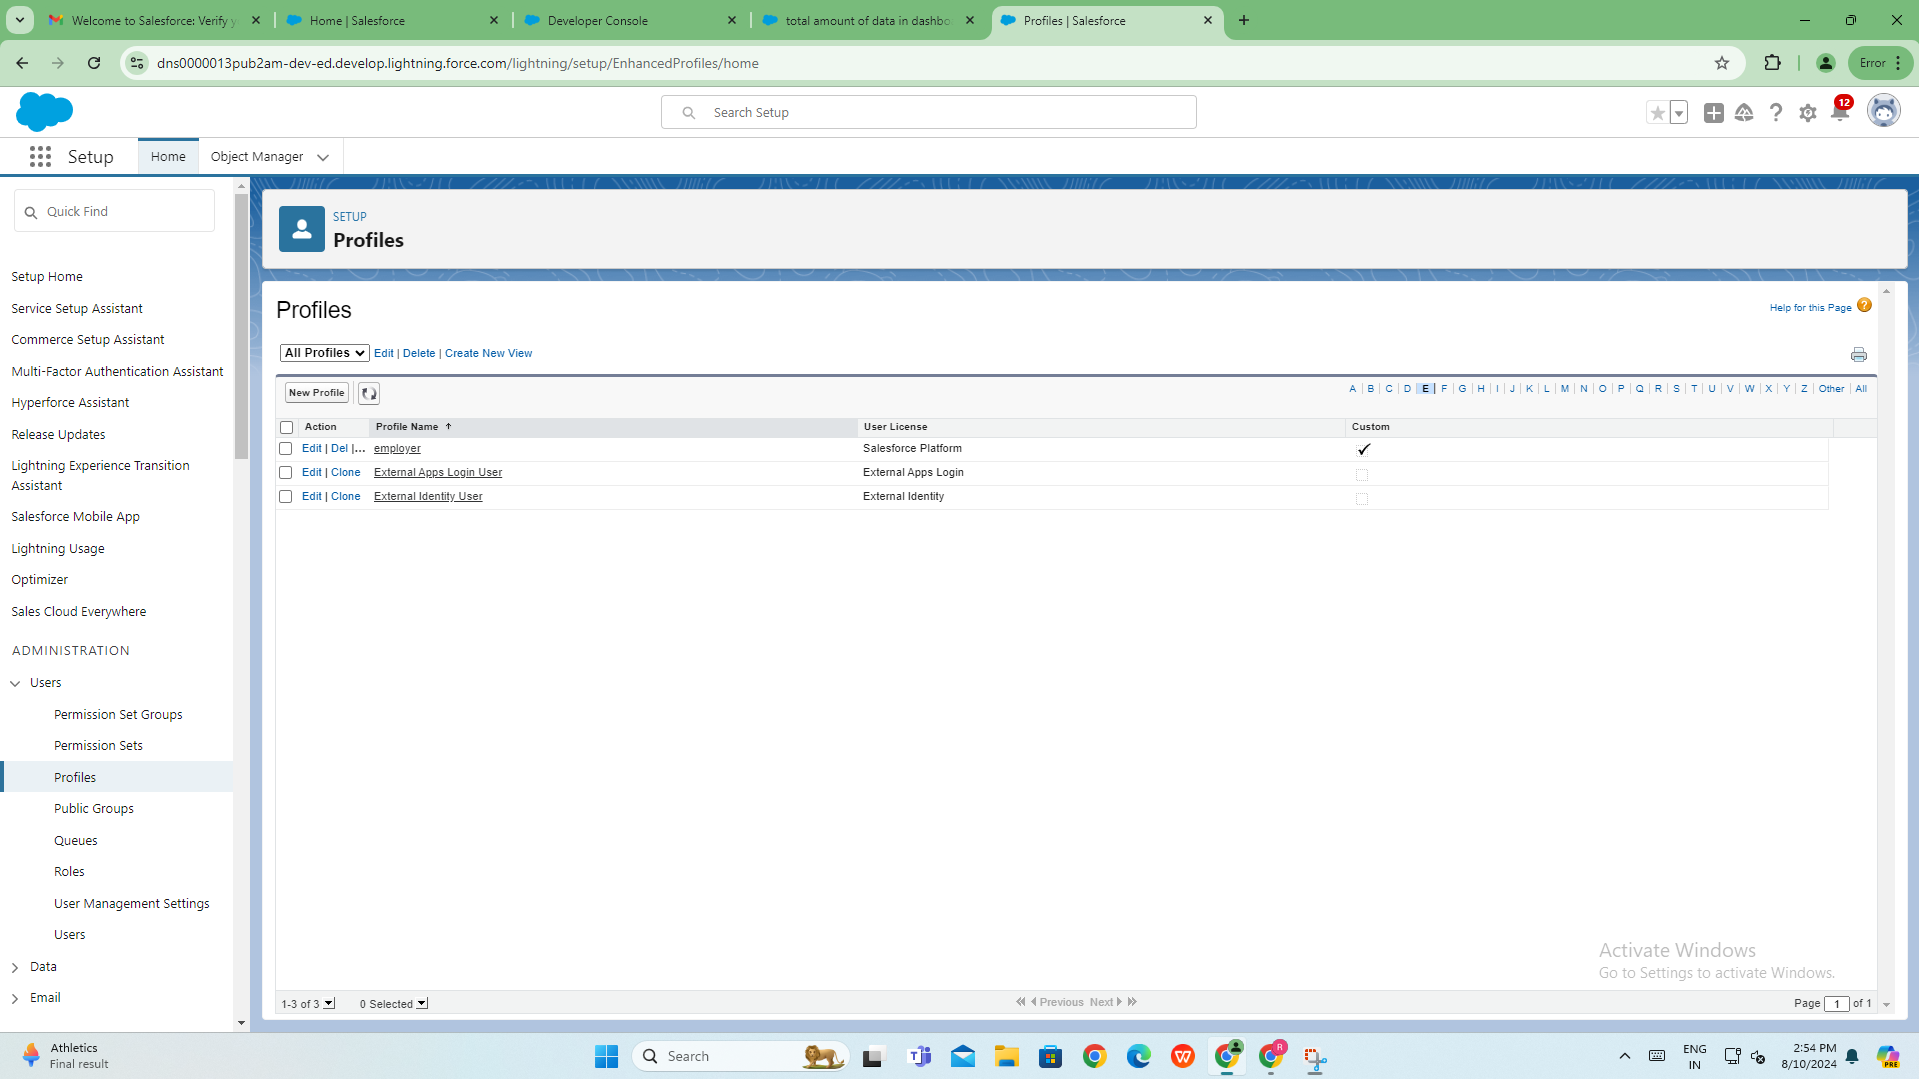 Welcome to Salesforce: Verify y
Home | Salesforce
Developer Console
total amount of data in dashbo
Profiles | Salesforce
dns0000013pub2am-dev-ed.develop.lightning.force.com/lightning/setup/EnhancedProfiles/home
Error
Search Setup
12
Setup
Home
Object Manager
Quick Find
Setup Home
Service Setup Assistant
Commerce Setup Assistant
Multi-Factor Authentication Assistant
Hyperforce Assistant
Release Updates
Lightning Experience Transition
Assistant
Salesforce Mobile App
Lightning Usage
Optimizer
Sales Cloud Everywhere
ADMINISTRATION
Users
Permission Set Groups
Permission Sets
Profiles
Public Groups
Queues
Roles
User Management Settings
Users
Data
Email
SETUP
Profiles
Profiles
Help for this Page ?
All Profiles Edit | Delete | Create New View
New Profile
A | B | C | D | E | F | G | H | I | J | K | L | M | N | O | P | Q | R | S | T | U | V | W | X | Y | Z | Other | All
Action Profile Name User License Custom
Edit | Del |... employer Salesforce Platform
Edit | Clone External Apps Login User External Apps Login
Edit | Clone External Identity User External Identity
Activate Windows
Go to Settings to activate Windows.
1-3 of 3 0 Selected Previous Next Page 1 of 1
Athletics
Final result
Search
R
ENG
IN
2:54 PM
8/10/2024
PRE